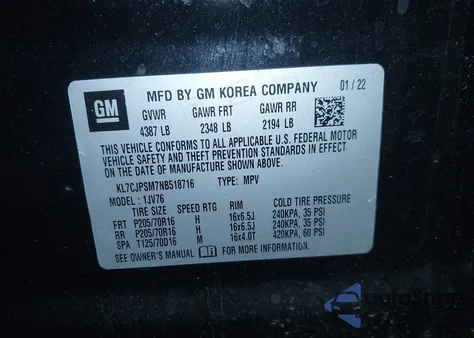 GM
MFD BY GM KOREA COMPANY 01/22
GVWR GAWR FRT GAWR RR
4387 LB 2348 LB 2194 LB
THIS VEHICLE CONFORMS TO ALL APPLICABLE U.S. FEDERAL MOTOR
VEHICLE SAFETY AND THEFT PREVENTION STANDARDS IN EFFECT
ON THE DATE OF MANUFACTURE SHOWN ABOVE.
KL7CJPSM7NB518716 TYPE: MPV
MODEL: 1JV76
TIRE SIZE SPEED RTG RIM COLD TIRE PRESSURE
FRT P205/70R16 H 16x6.5J 240KPA, 35 PSI
RR P205/70R16 H 16x6.5J 240KPA, 35 PSI
SPA T125/70D16 M 16x4.0T 420KPA, 60 PSI
SEE OWNER'S MANUAL FOR MORE INFORMATION.